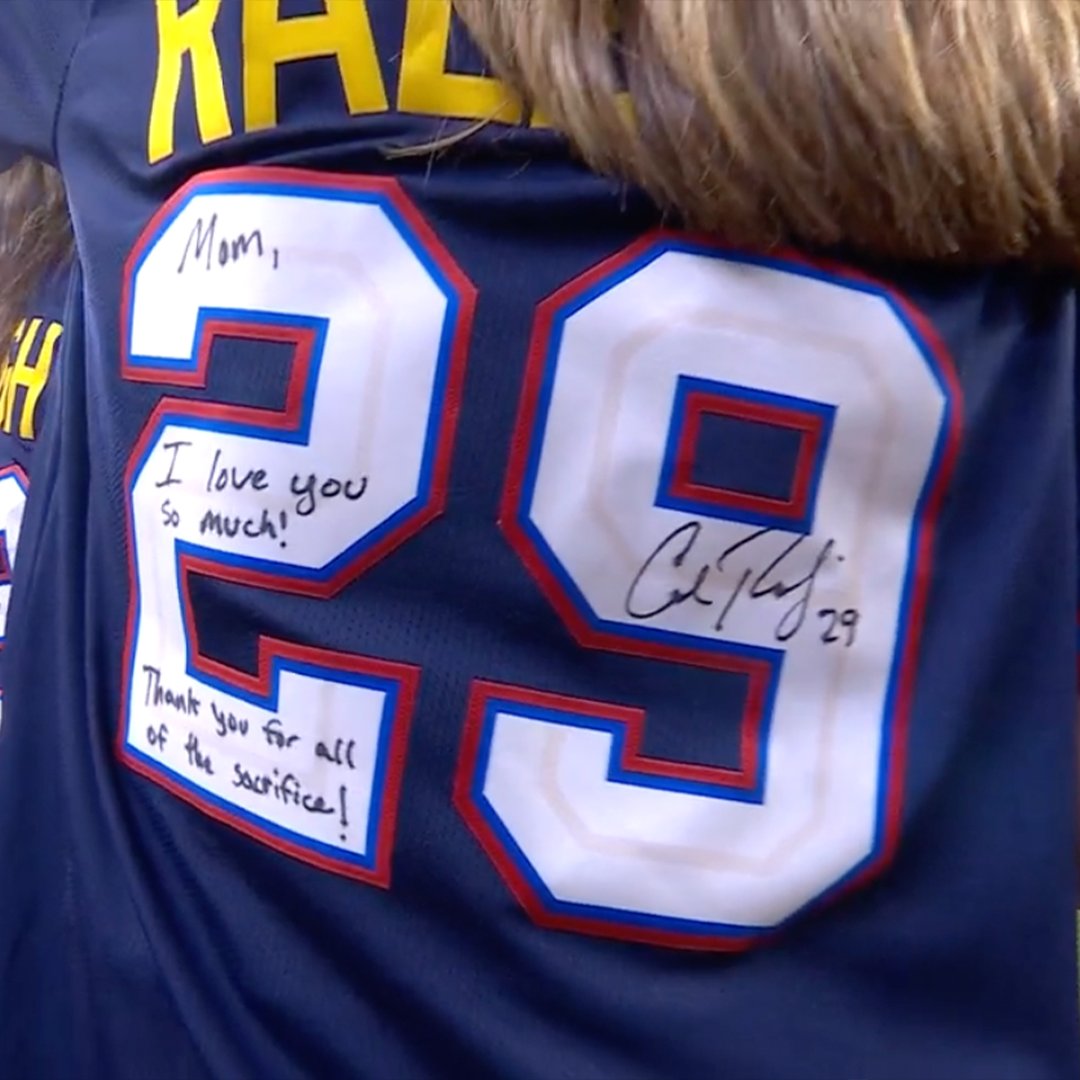 RAL
GH
29
Mom,
I love you
so much!
Thank you for all
of the sacrifice!
29